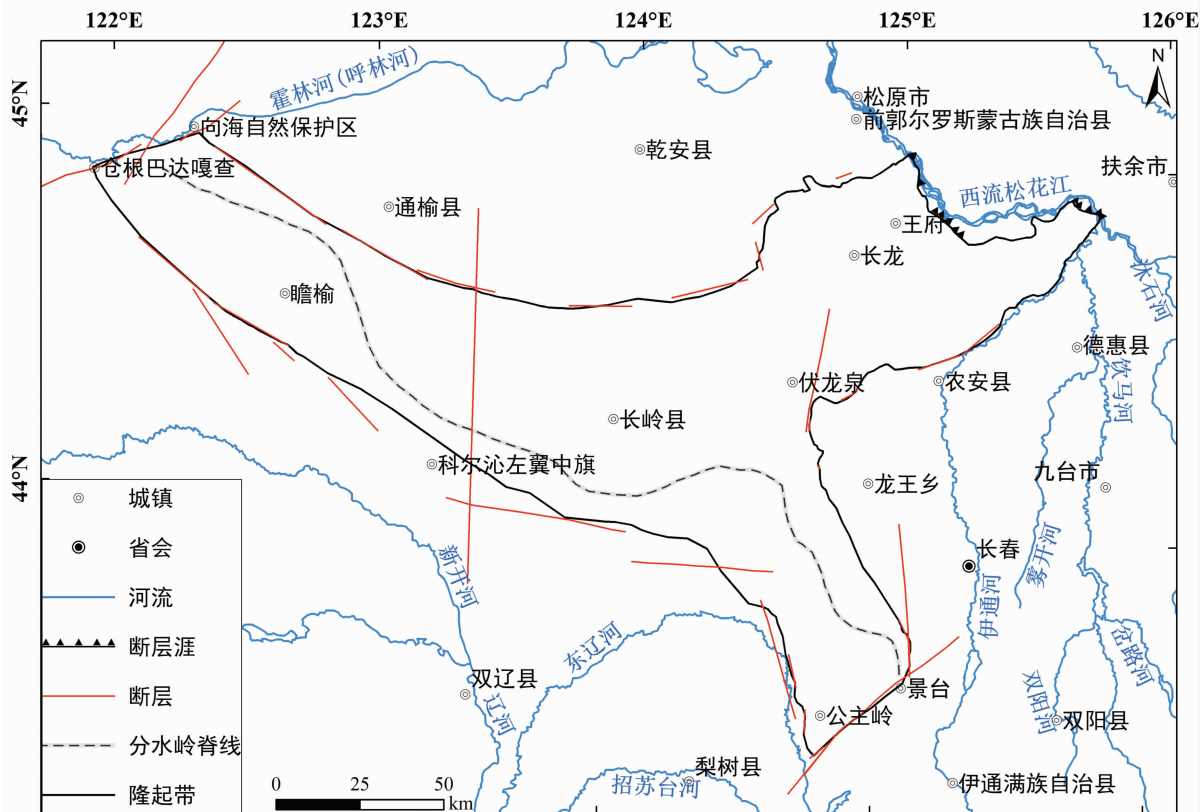 122°E
123°E
124°E
125°E
126°E
45°N
44°N
N
霍林河(呼林河)
松原市
前郭尔罗斯蒙古族自治县
向海自然保护区
仓根巴达嘎查
乾安县
扶余市
通榆县
西流松花江
王府
长龙
瞻榆
沐石河
德惠县
伏龙泉
农安县
饮马河
长岭县
科尔沁左翼中旗
龙王乡
九台市
长春
新开河
雾开河
伊通河
东辽河
岔路河
双辽县
辽河
景台
公主岭
双阳河
双阳县
梨树县
招苏台河
伊通满族自治县
城镇
省会
河流
断层涯
断层
分水岭脊线
隆起带
0 25 50
km